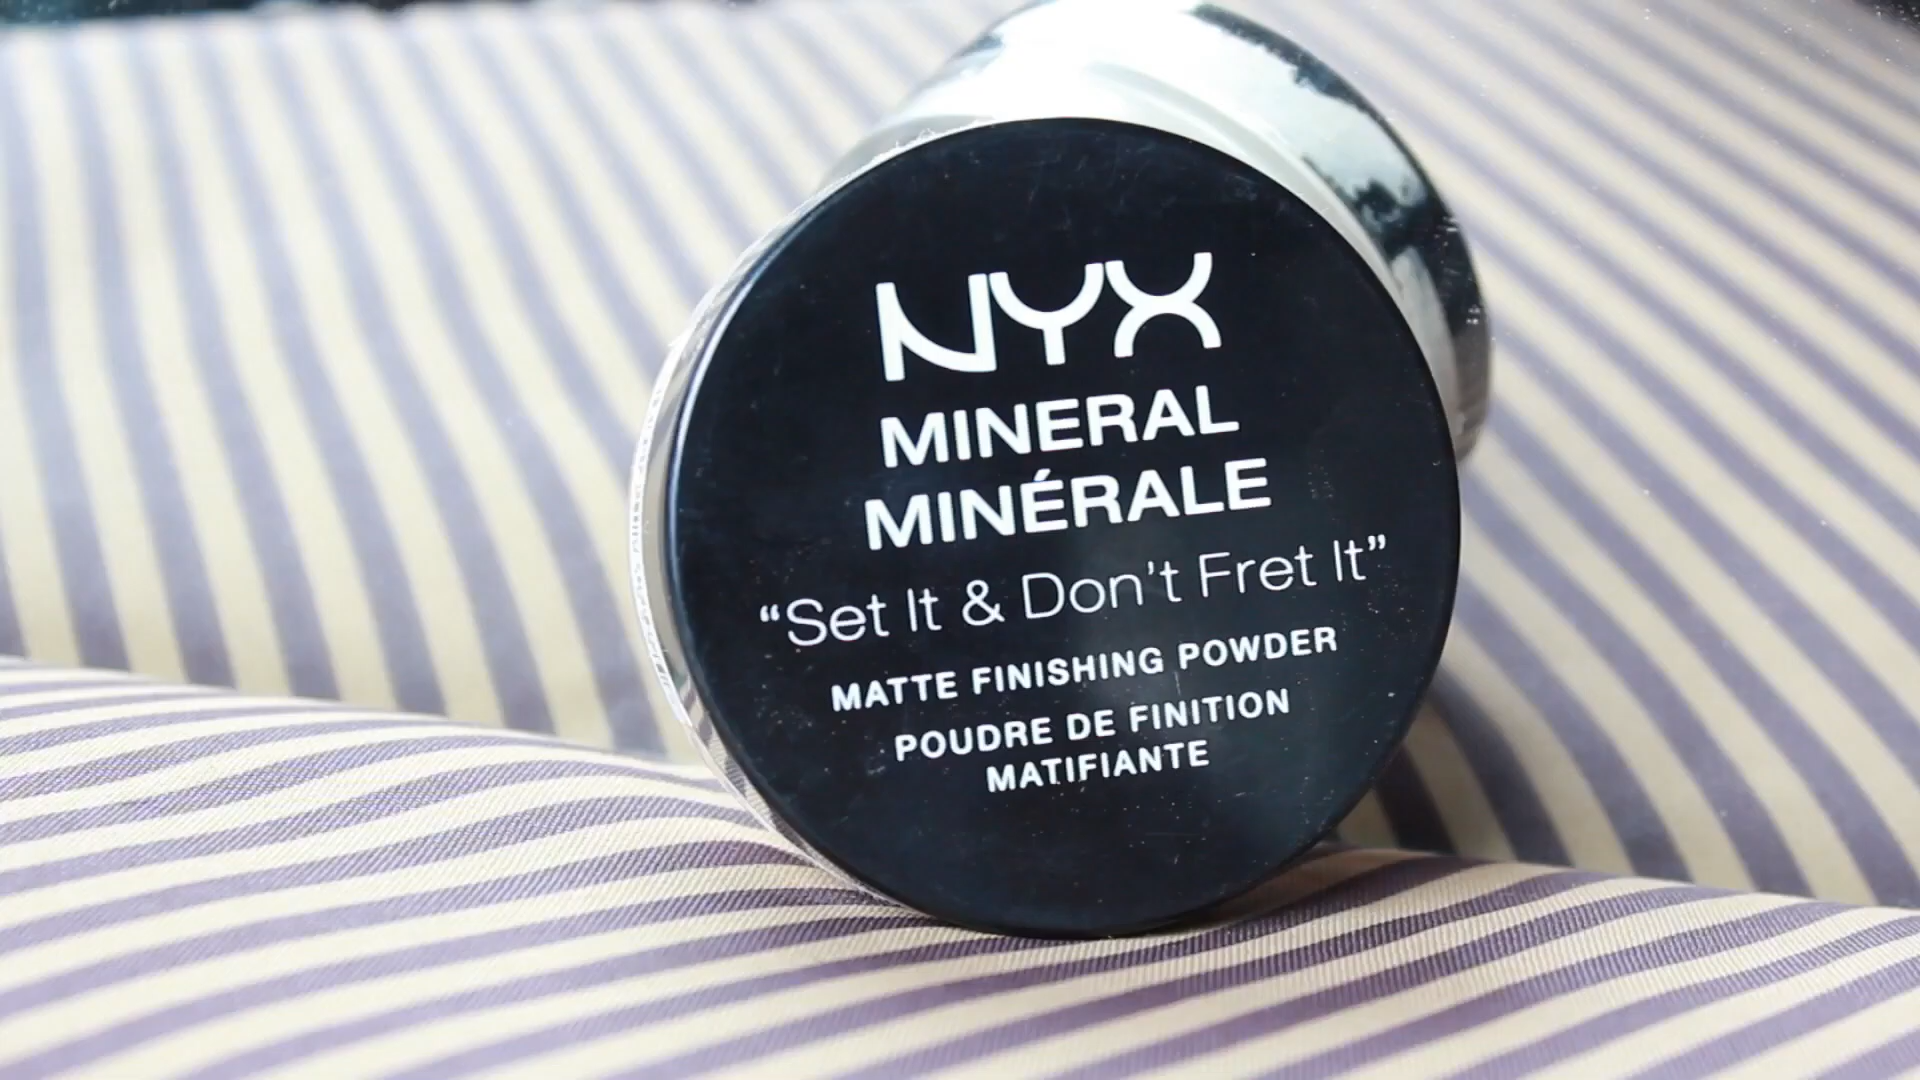 NYX
MINERAL
MINÉRALE
“Set It & Don’t Fret It”
MATTE FINISHING POWDER
POUDRE DE FINITION
MATIFIANTE